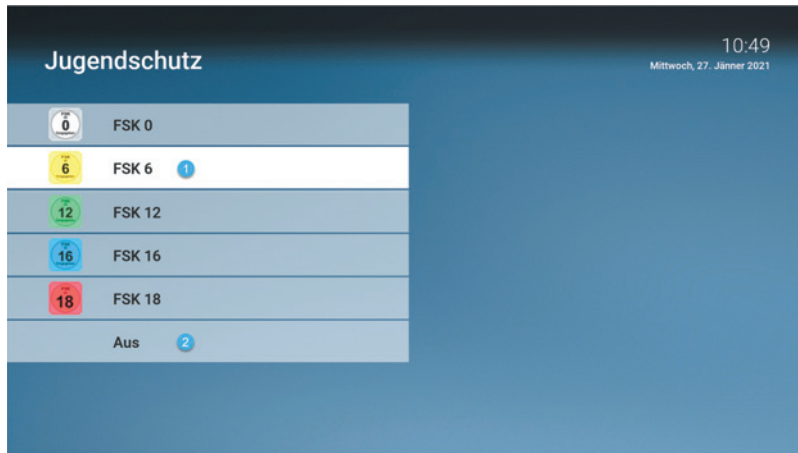 10:49
Jugendschutz
Mittwoch, 27. Jänner 2021
0 FSK 0
6 FSK 6 1
12 FSK 12
16 FSK 16
18 FSK 18
Aus 2